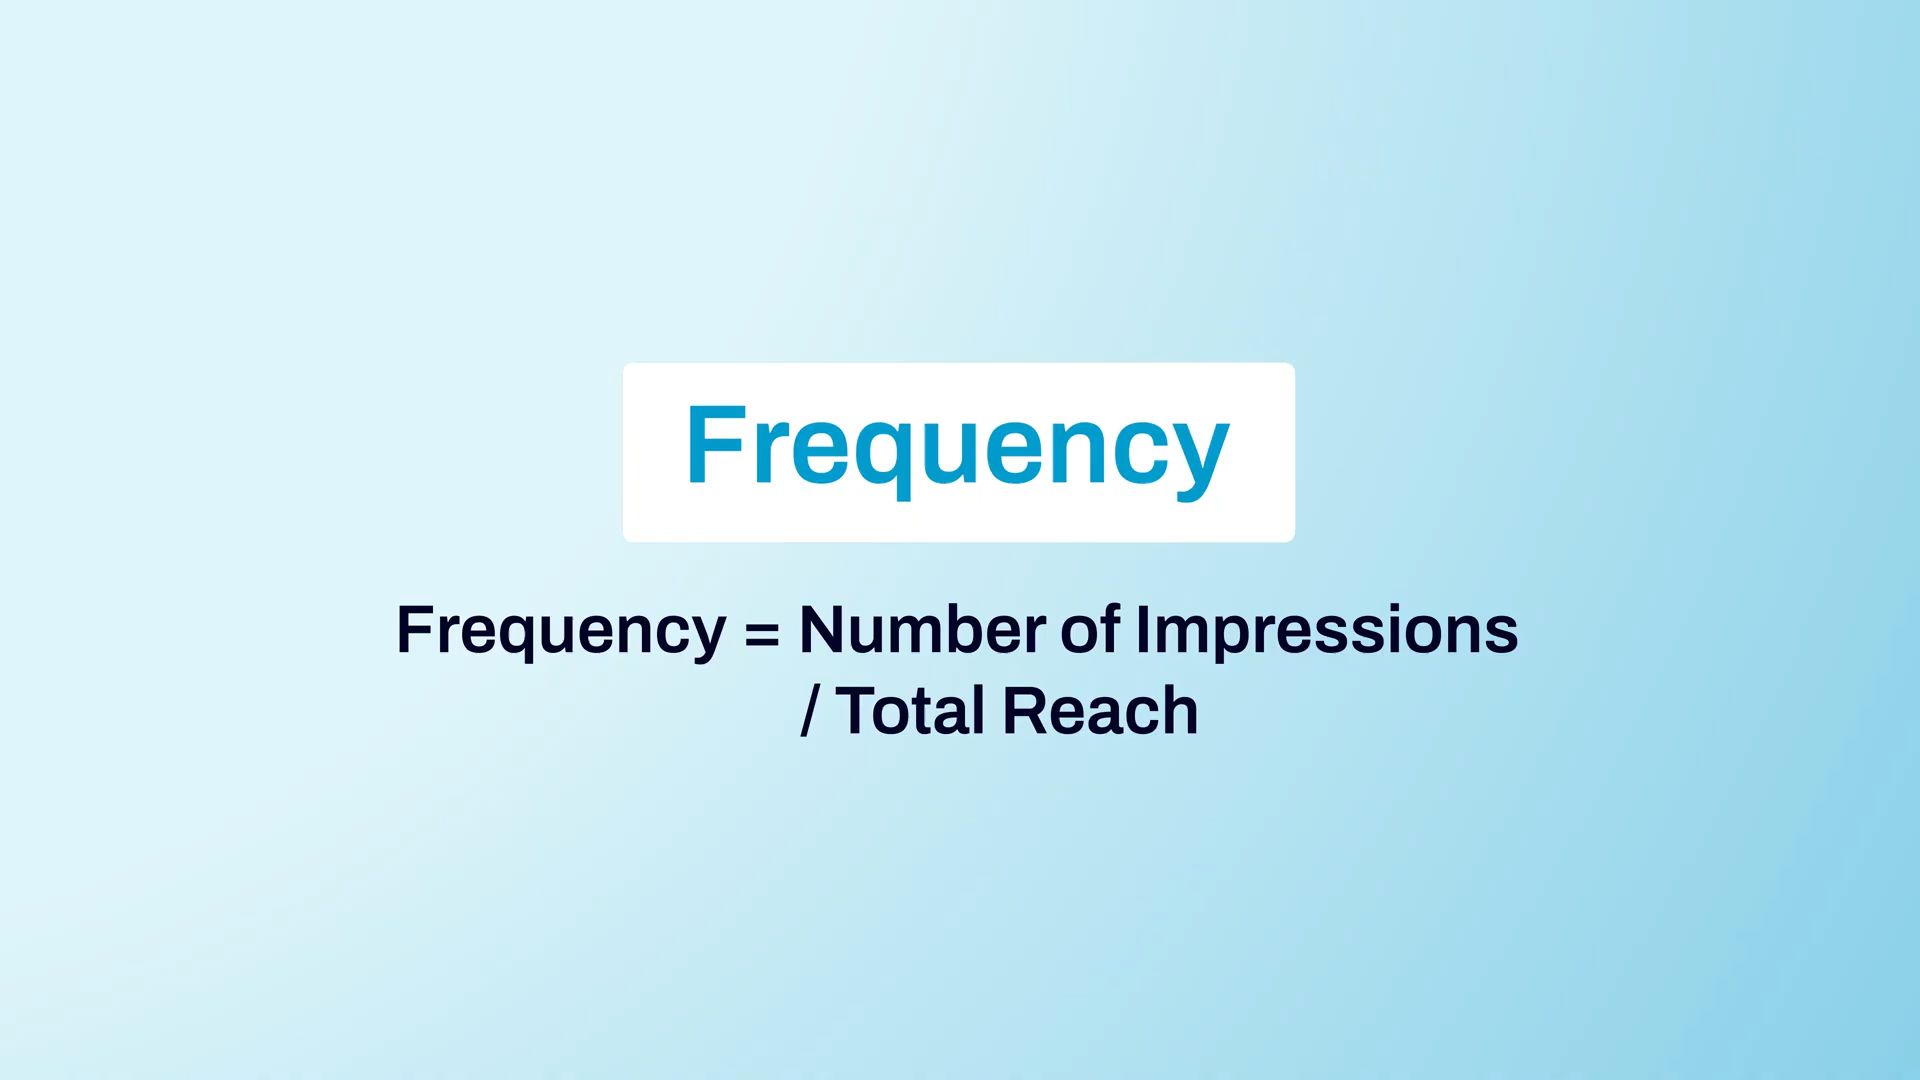 Frequency
Frequency = Number of Impressions
/ Total Reach